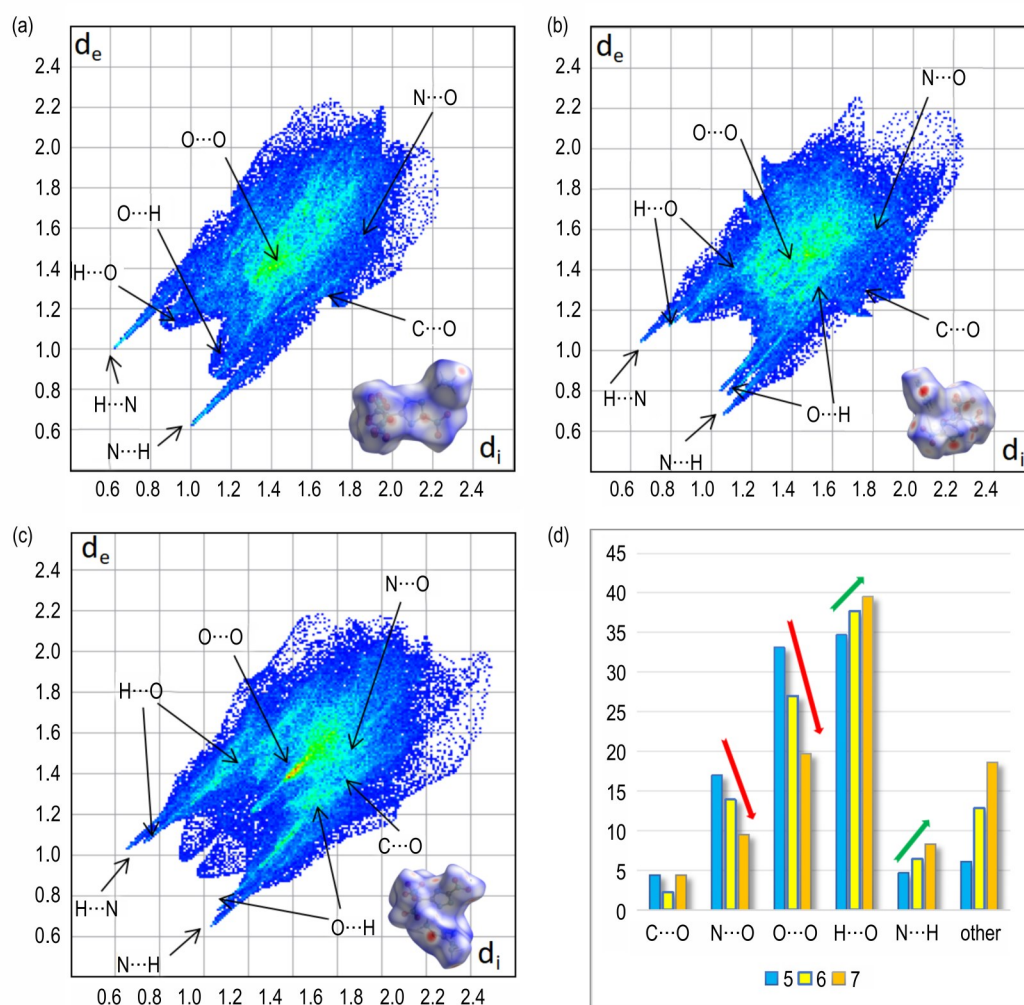 (a)
de
2.4
2.2
2.0
1.8
1.6
1.4
1.2
1.0
0.8
0.6
N···O
O···O
O···H
H···O
C···O
H···N
N···H
di
0.6 0.8 1.0 1.2 1.4 1.6 1.8 2.0 2.2 2.4
(b)
de
2.4
2.2
2.0
1.8
1.6
1.4
1.2
1.0
0.8
0.6
N···O
O···O
H···O
C···O
H···N
O···H
N···H
di
0.6 0.8 1.0 1.2 1.4 1.6 1.8 2.0 2.2 2.4
(c)
de
2.4
2.2
2.0
1.8
1.6
1.4
1.2
1.0
0.8
0.6
N···O
O···O
H···O
C···O
H···N
O···H
N···H
di
0.6 0.8 1.0 1.2 1.4 1.6 1.8 2.0 2.2 2.4
(d)
45
40
35
30
25
20
15
10
5
0
C···O N···O O···O H···O N···H other
5 6 7